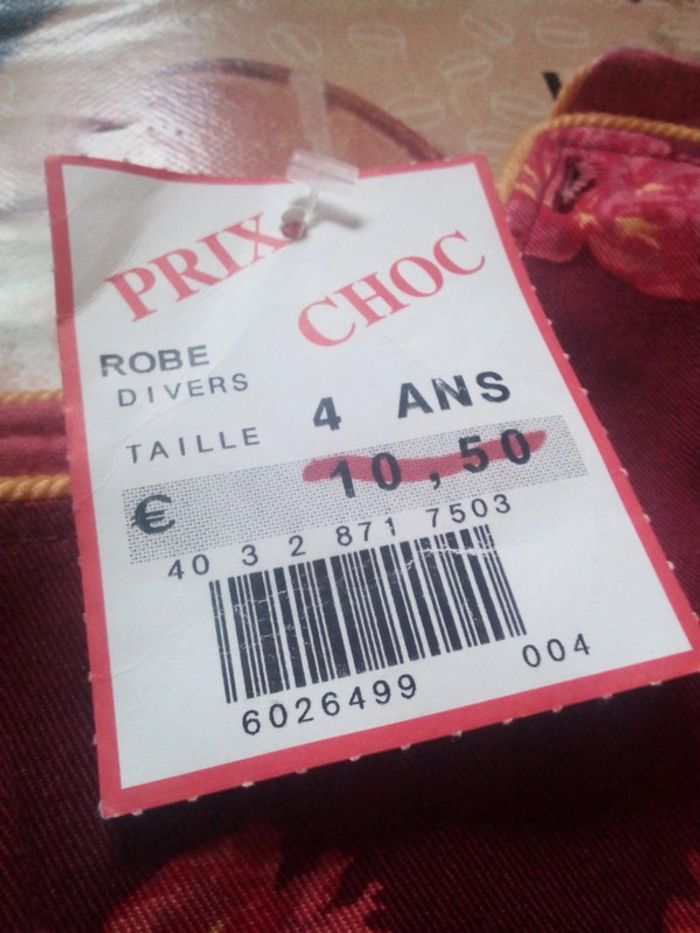 PRIX
CHOC
ROBE
DIVERS
TAILLE 4 ANS
€ 10,50
40 3 2 871 7503
6026499
004